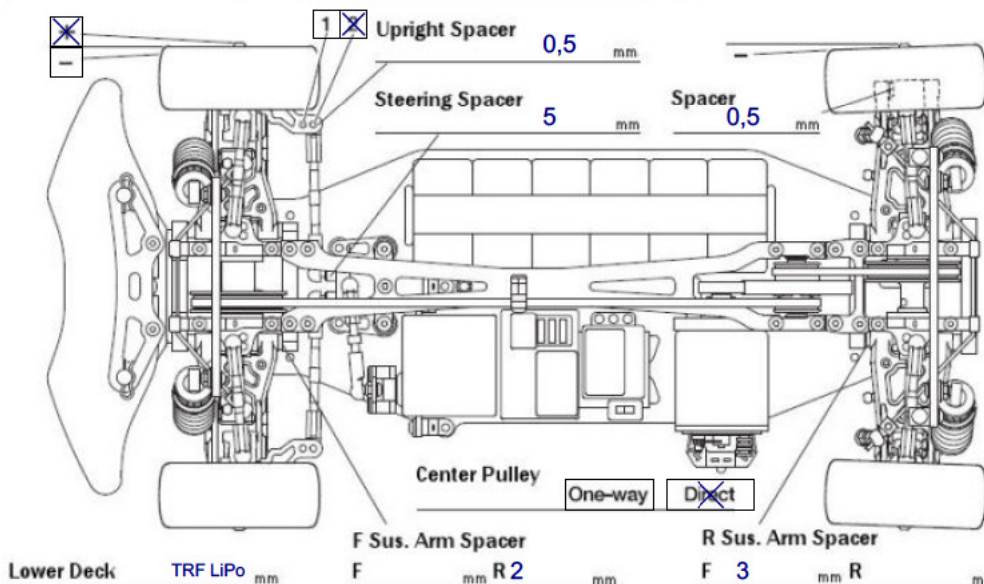 +
1 2 Upright Spacer
0,5 mm
-
-
Steering Spacer
5 mm
Spacer
0,5 mm
Center Pulley
One-way Direct
F Sus. Arm Spacer
R Sus. Arm Spacer
Lower Deck TRF LiPo mm F mm R 2 mm F 3 mm R m